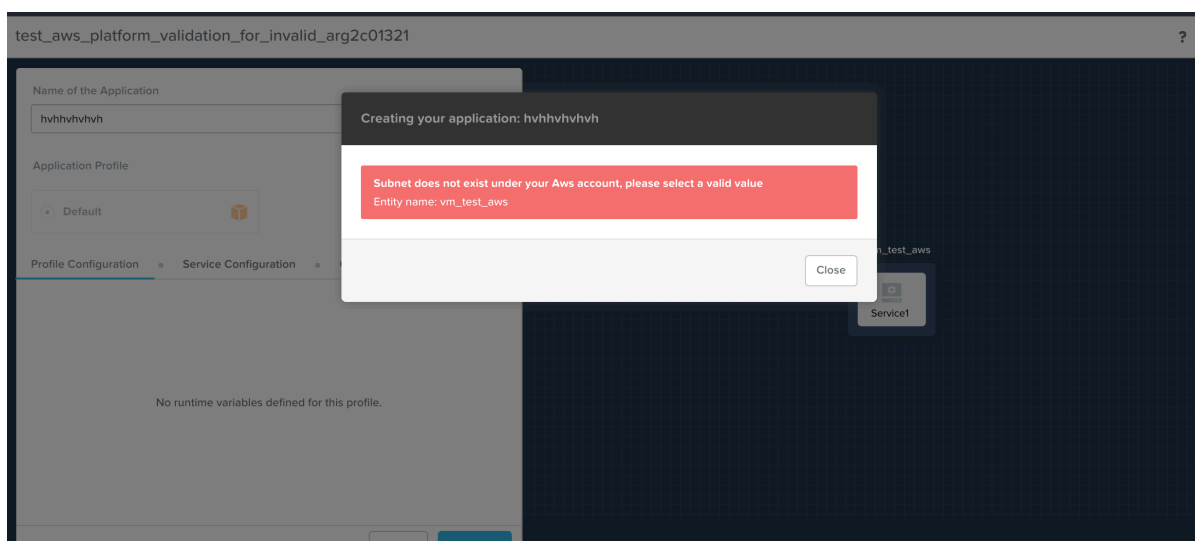 test_aws_platform_validation_for_invalid_arg2c01321
?
Name of the Application
hvhhvhvhvh
Application Profile
Default
Profile Configuration
Service Configuration
No runtime variables defined for this profile.
Creating your application: hvhhvhvhvh
Subnet does not exist under your Aws account, please select a valid value
Entity name: vm_test_aws
Close
m_test_aws
Service1